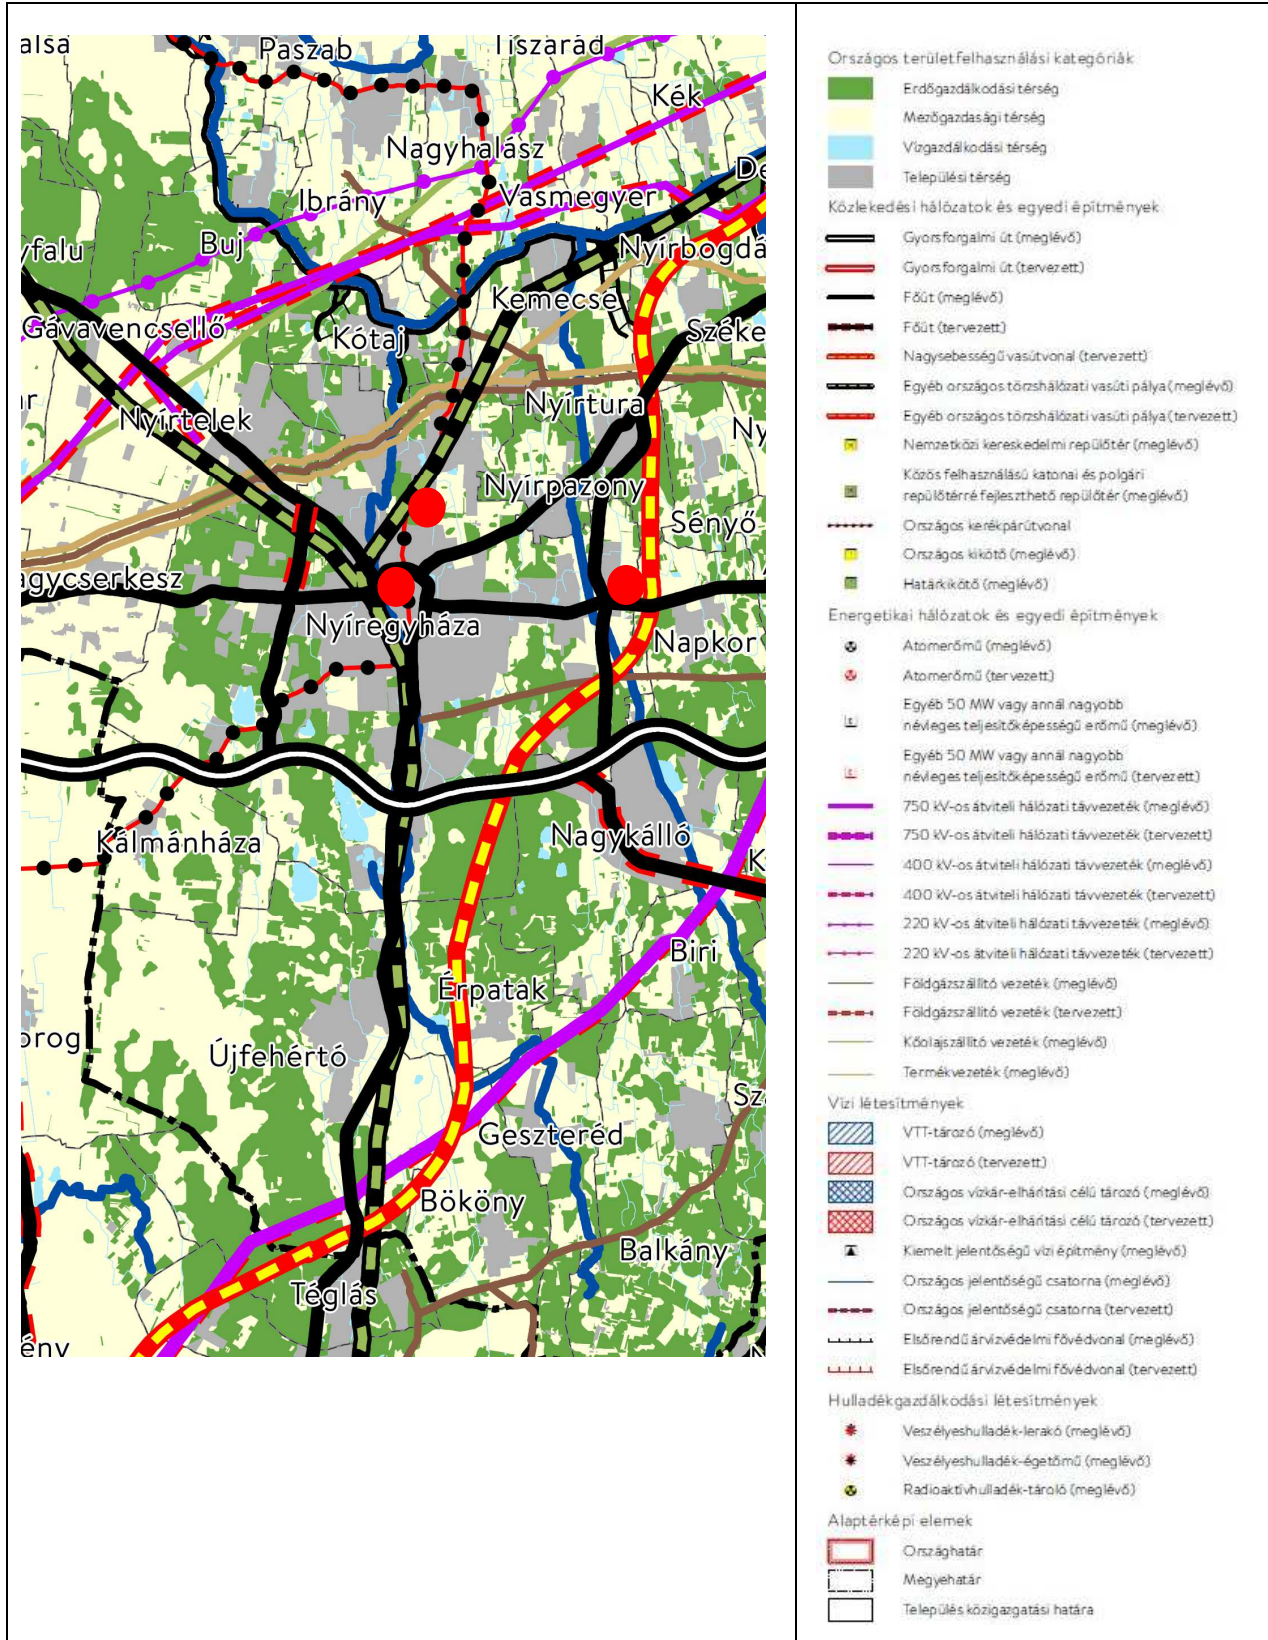 alsa
Paszab
Tiszarád
Kék
Nagyhalász
De
Ibrány
Vasmegyer
Buj
yfalu
Nyírbogdá
Kemecse
Gávavencsellő
Kótaj
Széke
ar
Nyírtelek
Nyírtura
Ny
Nyírpazony
Sényő
agycserkesz
Nyíregyháza
Napkor
Kálmánháza
Nagykálló
K
Biri
Érpatak
orog
Újfehértó
Sz
Geszteréd
Bököny
Balkány
Téglás
ény
N
Országos területfelhasználási kategóriák
Erdőgazdálkodási térség
Mezőgazdasági térség
Vízgazdálkodási térség
Települési térség
Közlekedési hálózatok és egyedi építmények
Gyorsforgalmi út (meglévő)
Gyorsforgalmi út (tervezett)
Főút (meglévő)
Főút (tervezett)
Nagysebességű vasútvonal (tervezett)
Egyéb országos törzshálózati vasúti pálya (meglévő)
Egyéb országos törzshálózati vasúti pálya (tervezett)
Nemzetközi kereskedelmi repülőtér (meglévő)
Közös felhasználású katonai és polgári
repülőtérré fejleszthető repülőtér (meglévő)
Országos kerékpárútvonal
Országos kikötő (meglévő)
Határkikötő (meglévő)
Energetikai hálózatok és egyedi építmények
Atomerőmű (meglévő)
Atomerőmű (tervezett)
Egyéb 50 MW vagy annál nagyobb
névleges teljesítőképességű erőmű (meglévő)
Egyéb 50 MW vagy annál nagyobb
névleges teljesítőképességű erőmű (tervezett)
750 kV-os átviteli hálózati távvezeték (meglévő)
750 kV-os átviteli hálózati távvezeték (tervezett)
400 kV-os átviteli hálózati távvezeték (meglévő)
400 kV-os átviteli hálózati távvezeték (tervezett)
220 kV-os átviteli hálózati távvezeték (meglévő)
220 kV-os átviteli hálózati távvezeték (tervezett)
Földgázszállító vezeték (meglévő)
Földgázszállító vezeték (tervezett)
Kőolajszállító vezeték (meglévő)
Termékvezeték (meglévő)
Vízi létesítmények
VTT-tározó (meglévő)
VTT-tározó (tervezett)
Országos vízkár-elhárítási célú tározó (meglévő)
Országos vízkár-elhárítási célú tározó (tervezett)
Kiemelt jelentőségű vízi építmény (meglévő)
Országos jelentőségű csatorna (meglévő)
Országos jelentőségű csatorna (tervezett)
Elsőrendű árvízvédelmi fővédvonal (meglévő)
Elsőrendű árvízvédelmi fővédvonal (tervezett)
Hulladékgazdálkodási létesítmények
Veszélyeshulladék-lerakó (meglévő)
Veszélyeshulladék-égetőmű (meglévő)
Radioaktívhulladék-tároló (meglévő)
Alaptérképi elemek
Országhatár
Megyehatár
Település közigazgatási határa